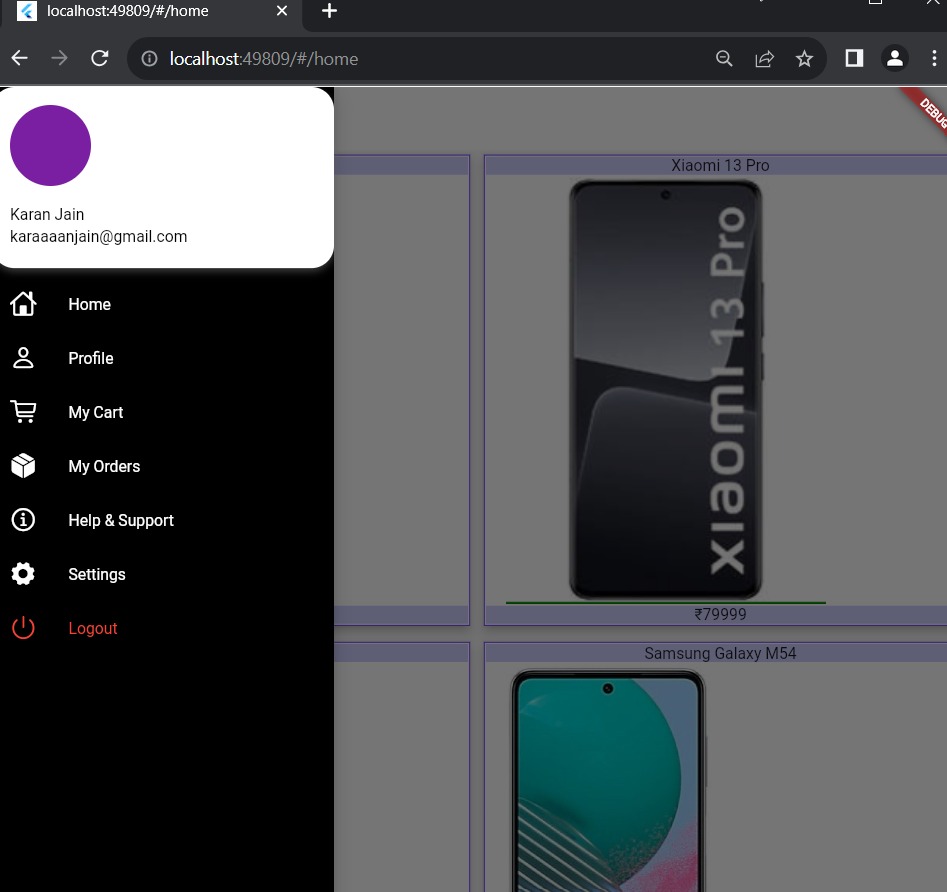 localhost:49809/#/home
localhost:49809/#/home
DEBUG
Karan Jain
karaaaanjain@gmail.com
Home
Profile
My Cart
My Orders
Help & Support
Settings
Logout
Xiaomi 13 Pro
Xiaomi 13 Pro
₹79999
Samsung Galaxy M54